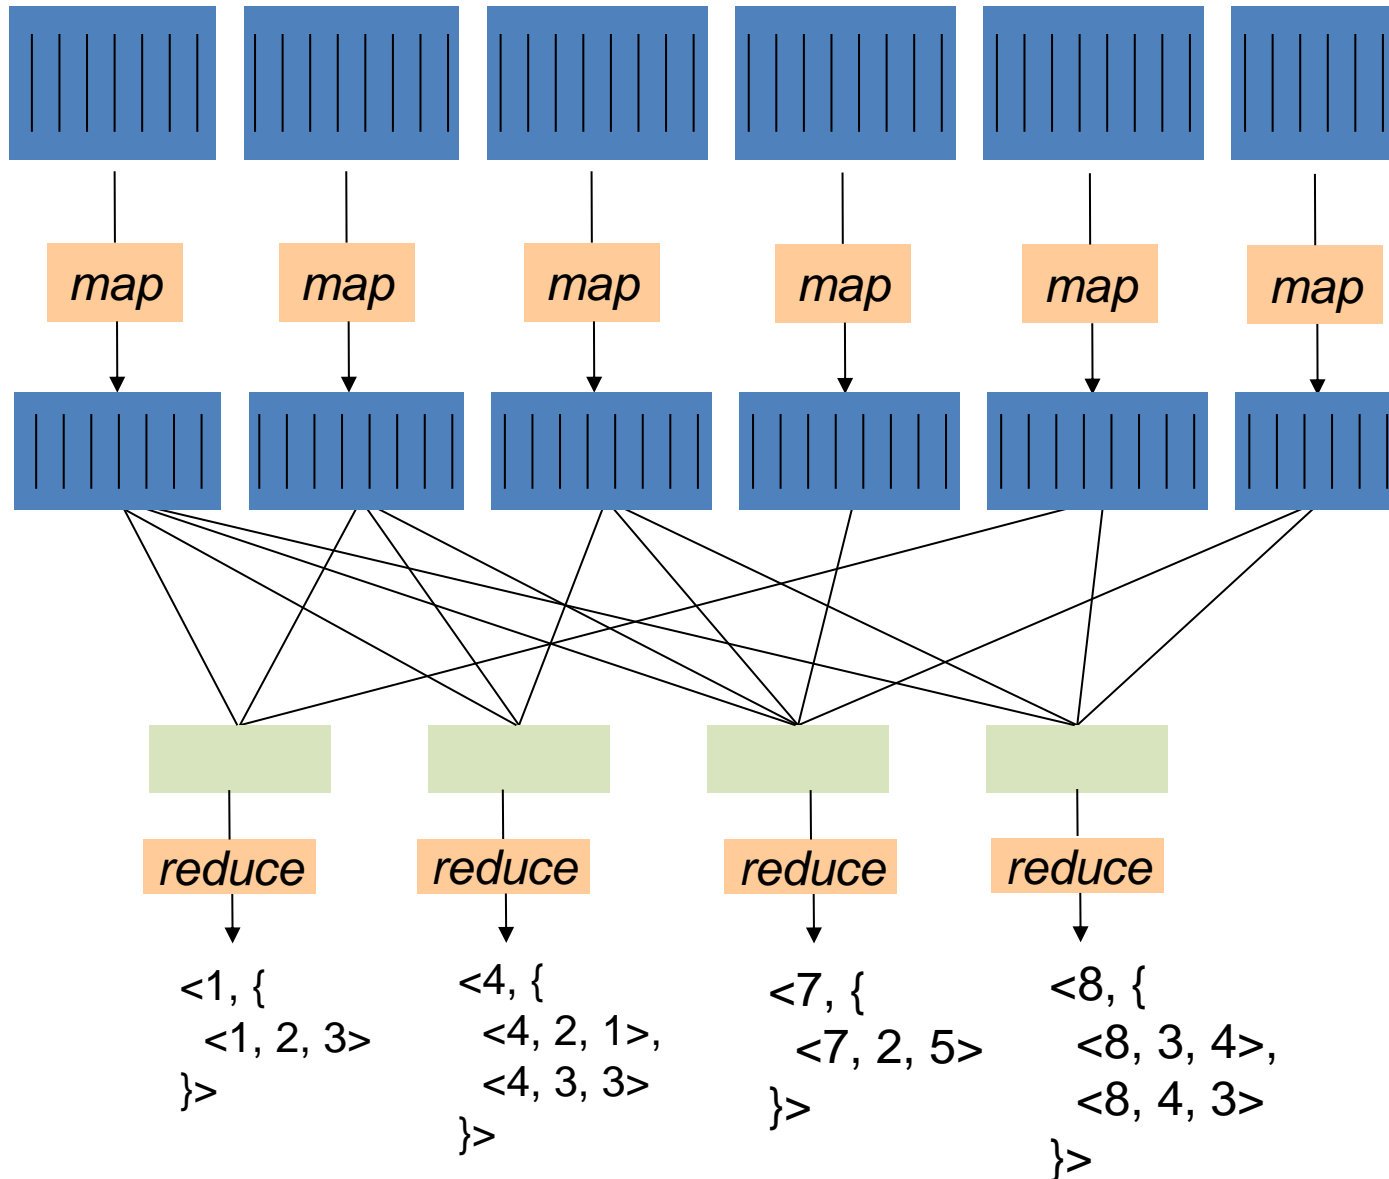 map map map map map map
reduce reduce reduce reduce
<1, {
<1, 2, 3>
}>
<4, {
<4, 2, 1>,
<4, 3, 3>
}>
<7, {
<7, 2, 5>
}>
<8, {
<8, 3, 4>,
<8, 4, 3>
}>